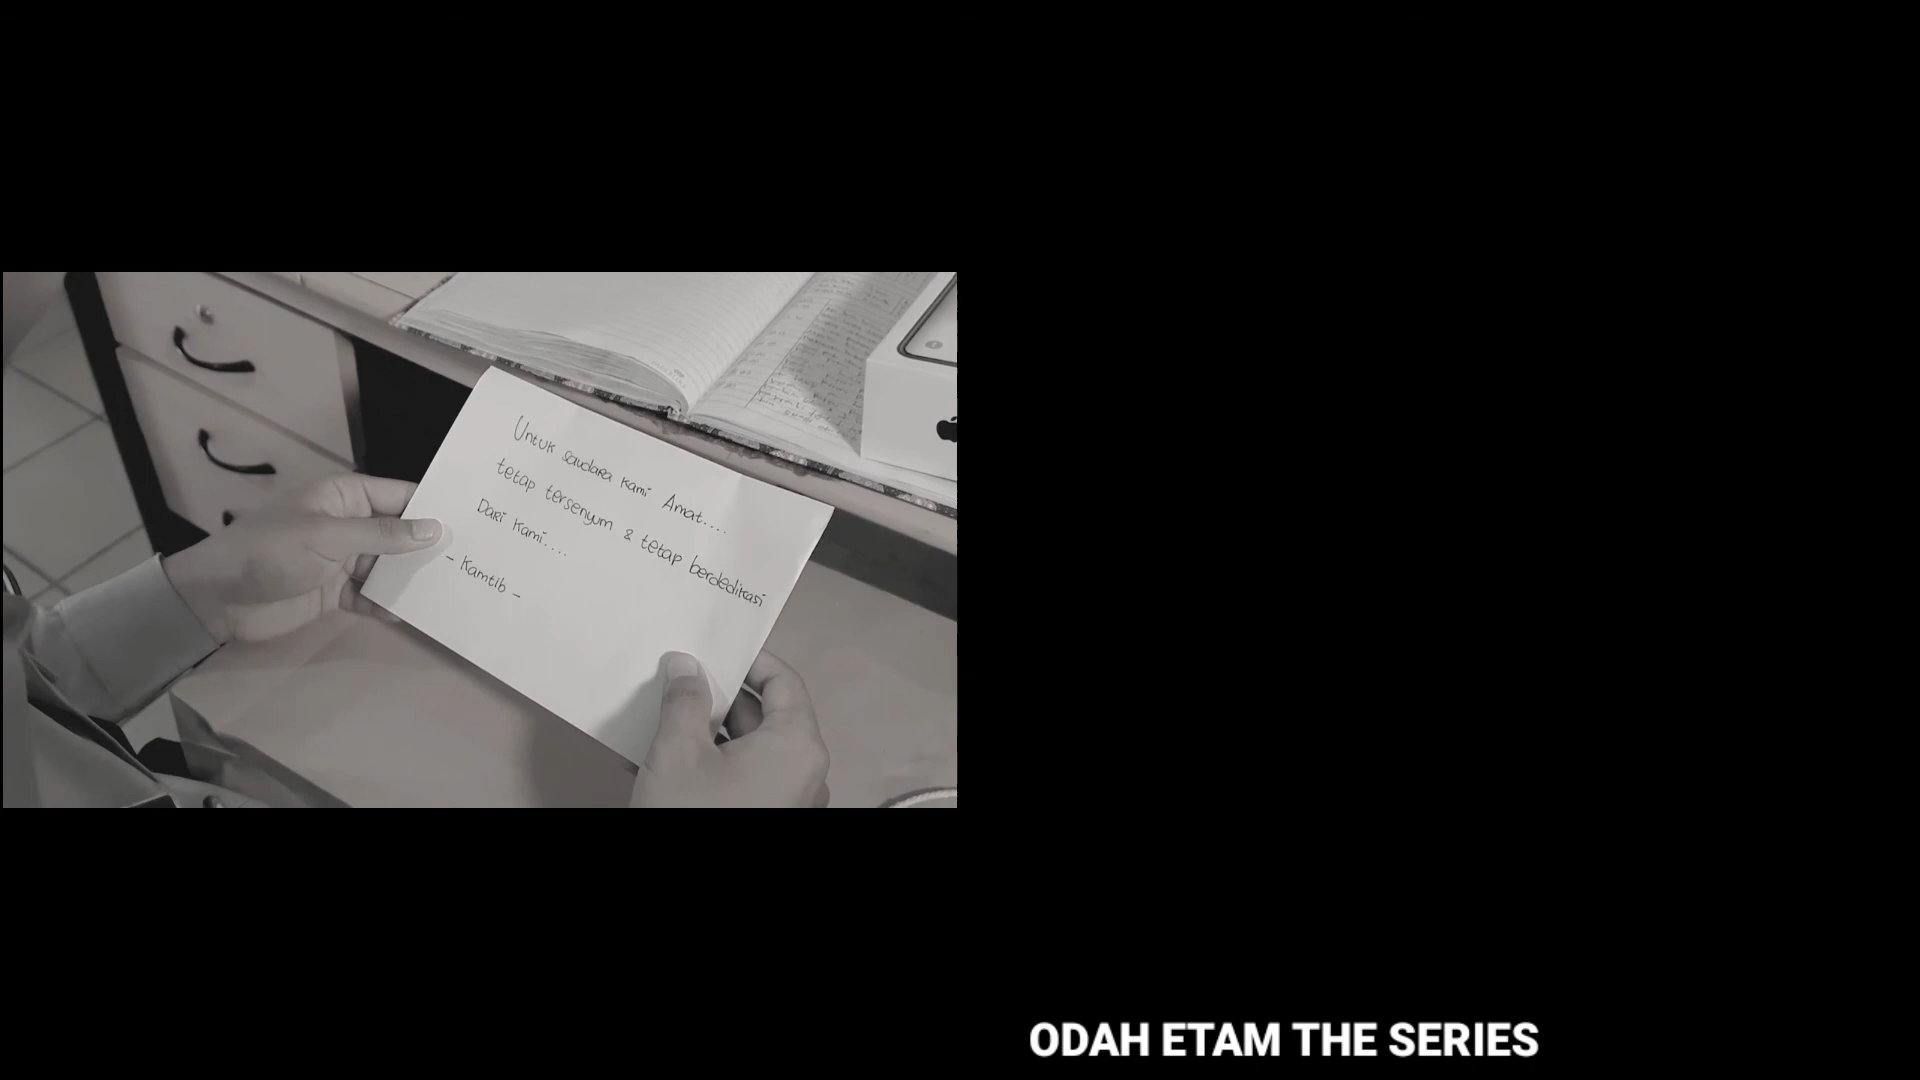 Untuk saudara kami Amat....
tetap tersenyum & tetap berdedikasi
Dari kami....
- Kamtib -
ODAH ETAM THE SERIES